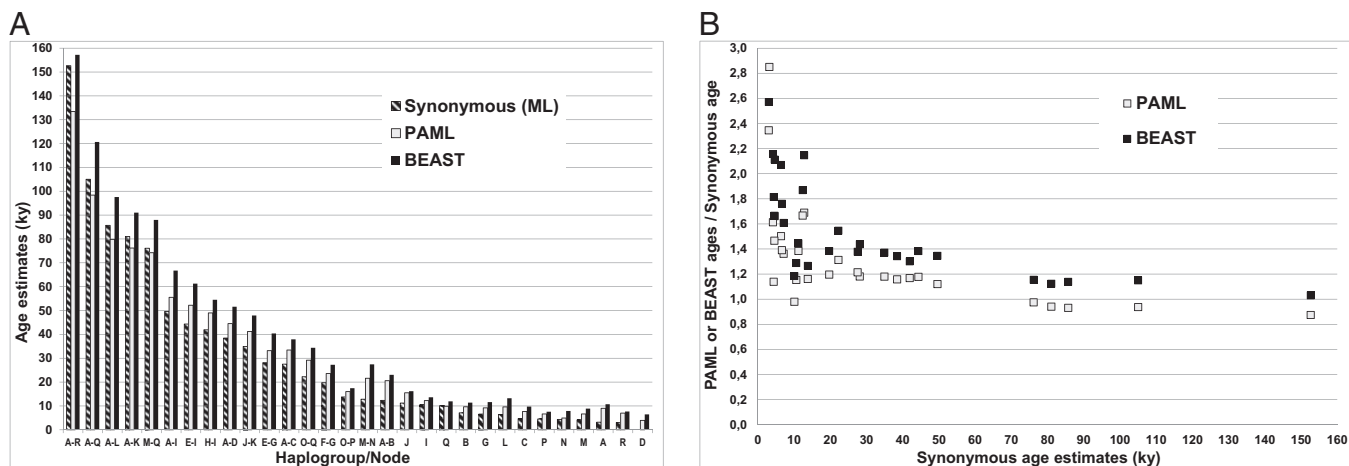 A
Age estimates (ky)
160
150
140
130
120
110
100
90
80
70
60
50
40
30
20
10
0
Synonymous (ML)
PAML
BEAST
A-R A-Q A-L A-K M-Q A-I E-I H-I A-D J-K E-G A-C O-Q F-G O-P M-N A-B J I Q B G L C P N M A R D
Haplogroup/Node
B
PAML or BEAST ages / Synonymous age
3,0
2,8
2,6
2,4
2,2
2,0
1,8
1,6
1,4
1,2
1,0
0,8
0,6
0,4
0,2
0,0
PAML
BEAST
0 10 20 30 40 50 60 70 80 90 100 110 120 130 140 150 160
Synonymous age estimates (ky)